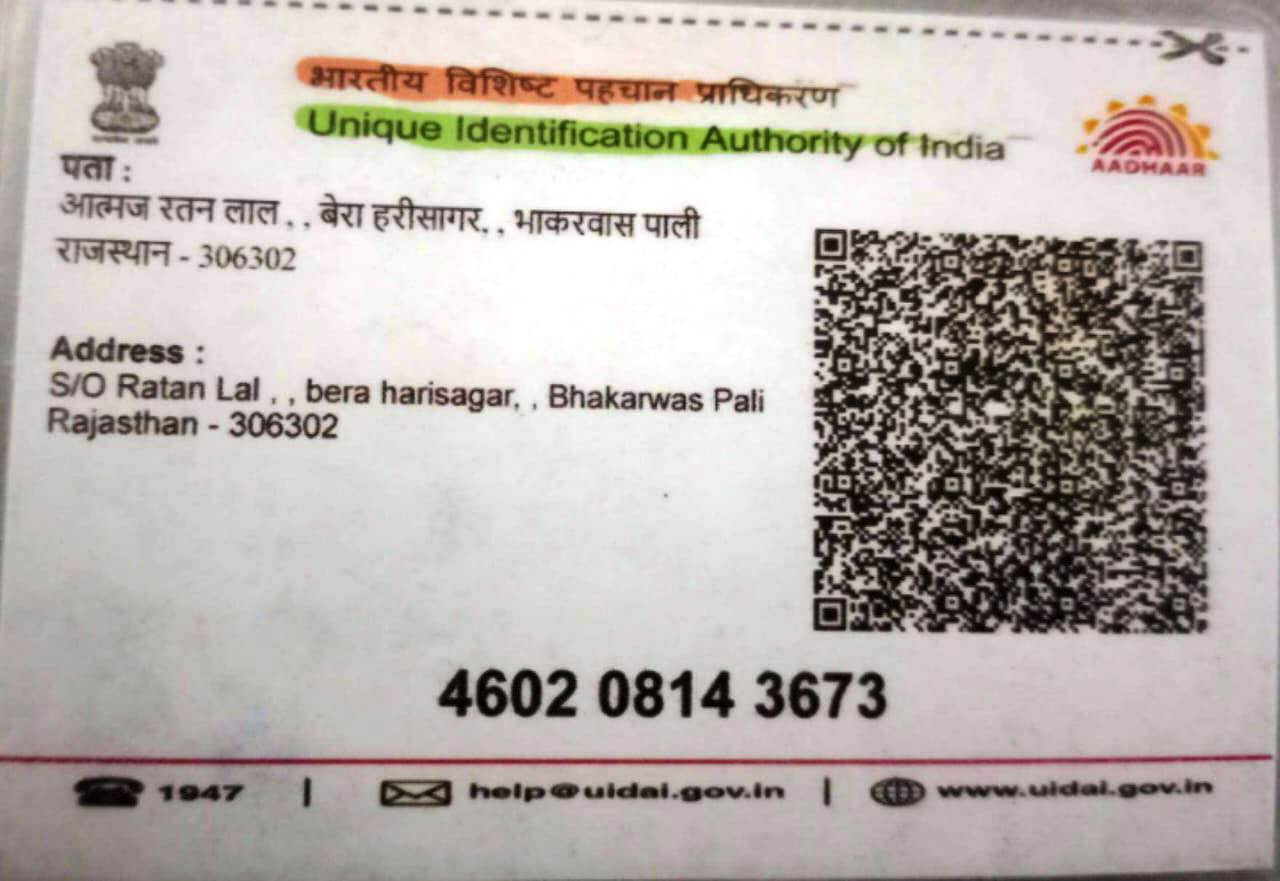 भारतीय विशिष्ट पहचान प्राधिकरण
Unique Identification Authority of India
AADHAAR
पता :
आत्मज रतन लाल , , बेरा हरीसागर, , भाकरवास पाली
राजस्थान - 306302
Address :
S/O Ratan Lal , , bera harisagar, , Bhakarwas Pali
Rajasthan - 306302
4602 0814 3673
1947 | help@uidai.gov.in | www.uidai.gov.in